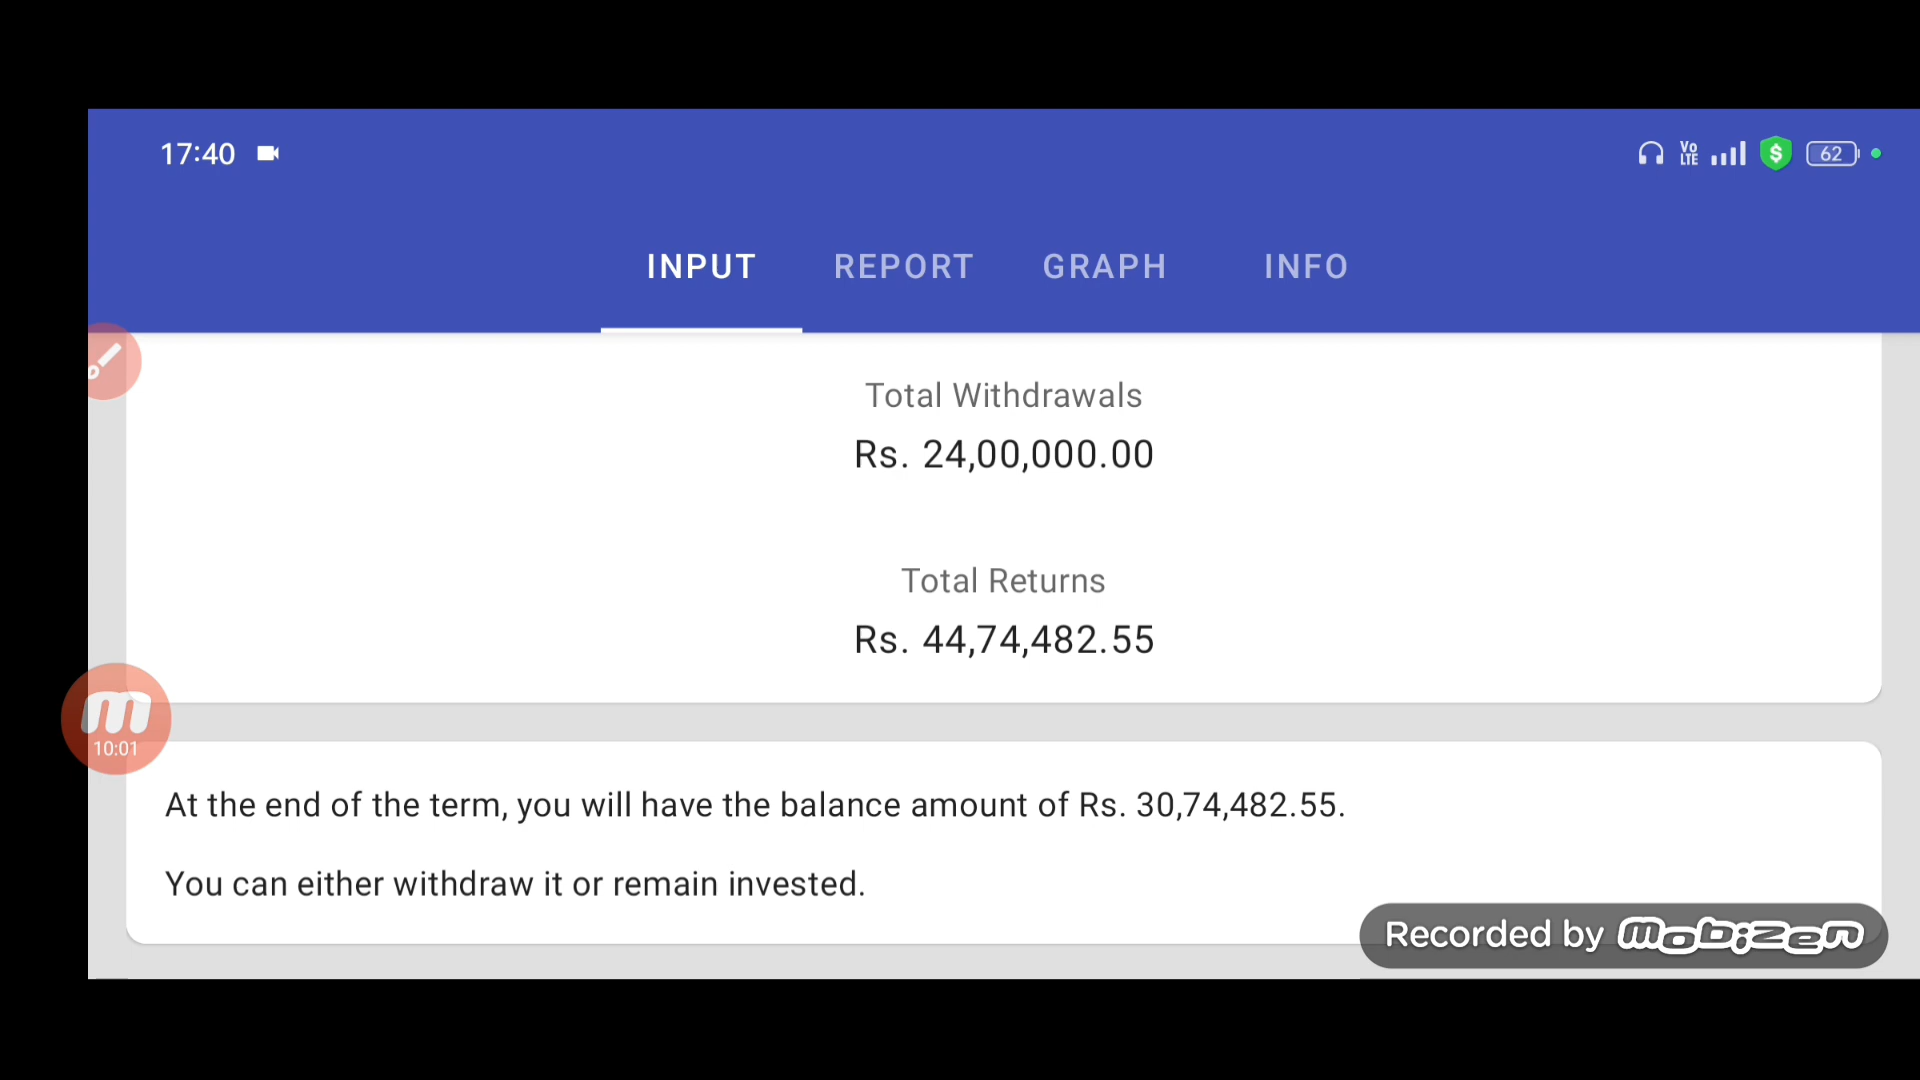 17:40
Vo
LTE
$
62
INPUT REPORT GRAPH INFO
Total Withdrawals
Rs. 24,00,000.00
Total Returns
Rs. 44,74,482.55
m
10:01
At the end of the term, you will have the balance amount of Rs. 30,74,482.55.
You can either withdraw it or remain invested.
Recorded by mobizen